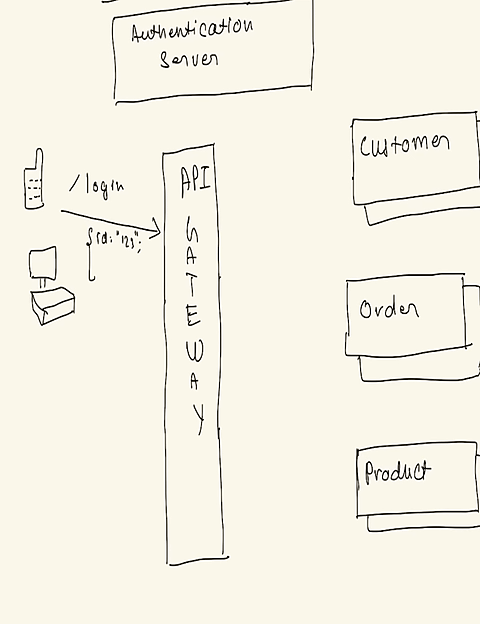 Authentication
Server
/login
{id: "123";
API
GATEWAY
Customer
Order
Product